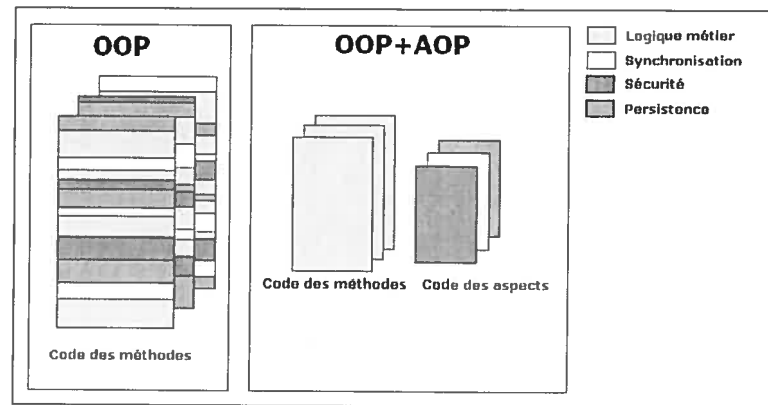 OOP
OOP+AOP
Logique métier
Synchronisation
Sécurité
Persistence
Code des méthodes
Code des aspects
Code des méthodes